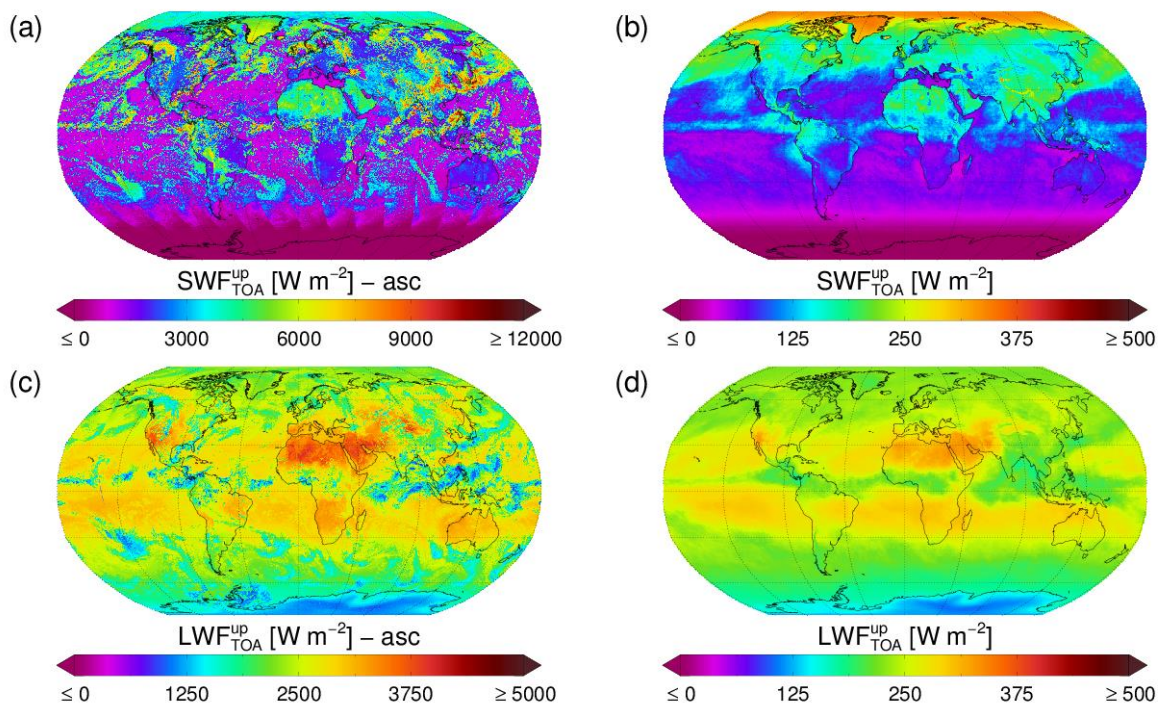 (a)
(b)
SWF^up_TOA [W m⁻²] – asc
SWF^up_TOA [W m⁻²]
≤ 0 3000 6000 9000 ≥ 12000
≤ 0 125 250 375 ≥ 500
(c)
(d)
LWF^up_TOA [W m⁻²] – asc
LWF^up_TOA [W m⁻²]
≤ 0 1250 2500 3750 ≥ 5000
≤ 0 125 250 375 ≥ 500